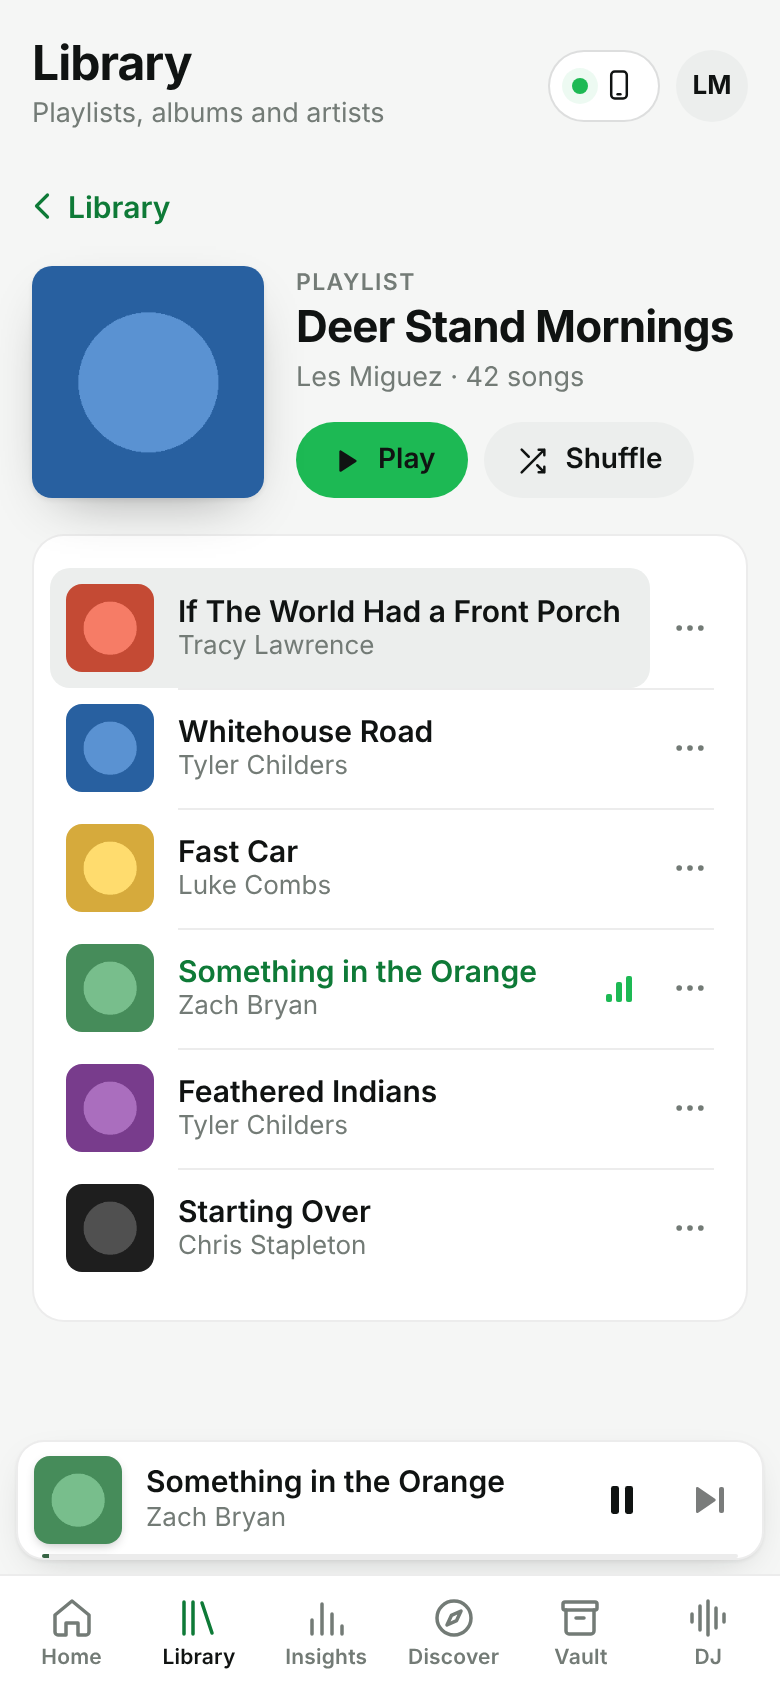 Library
Playlists, albums and artists
LM
Library
PLAYLIST
Deer Stand Mornings
Les Miguez · 42 songs
Play
Shuffle
If The World Had a Front Porch
Tracy Lawrence
Whitehouse Road
Tyler Childers
Fast Car
Luke Combs
Something in the Orange
Zach Bryan
Feathered Indians
Tyler Childers
Starting Over
Chris Stapleton
Something in the Orange
Zach Bryan
Home
Library
Insights
Discover
Vault
DJ